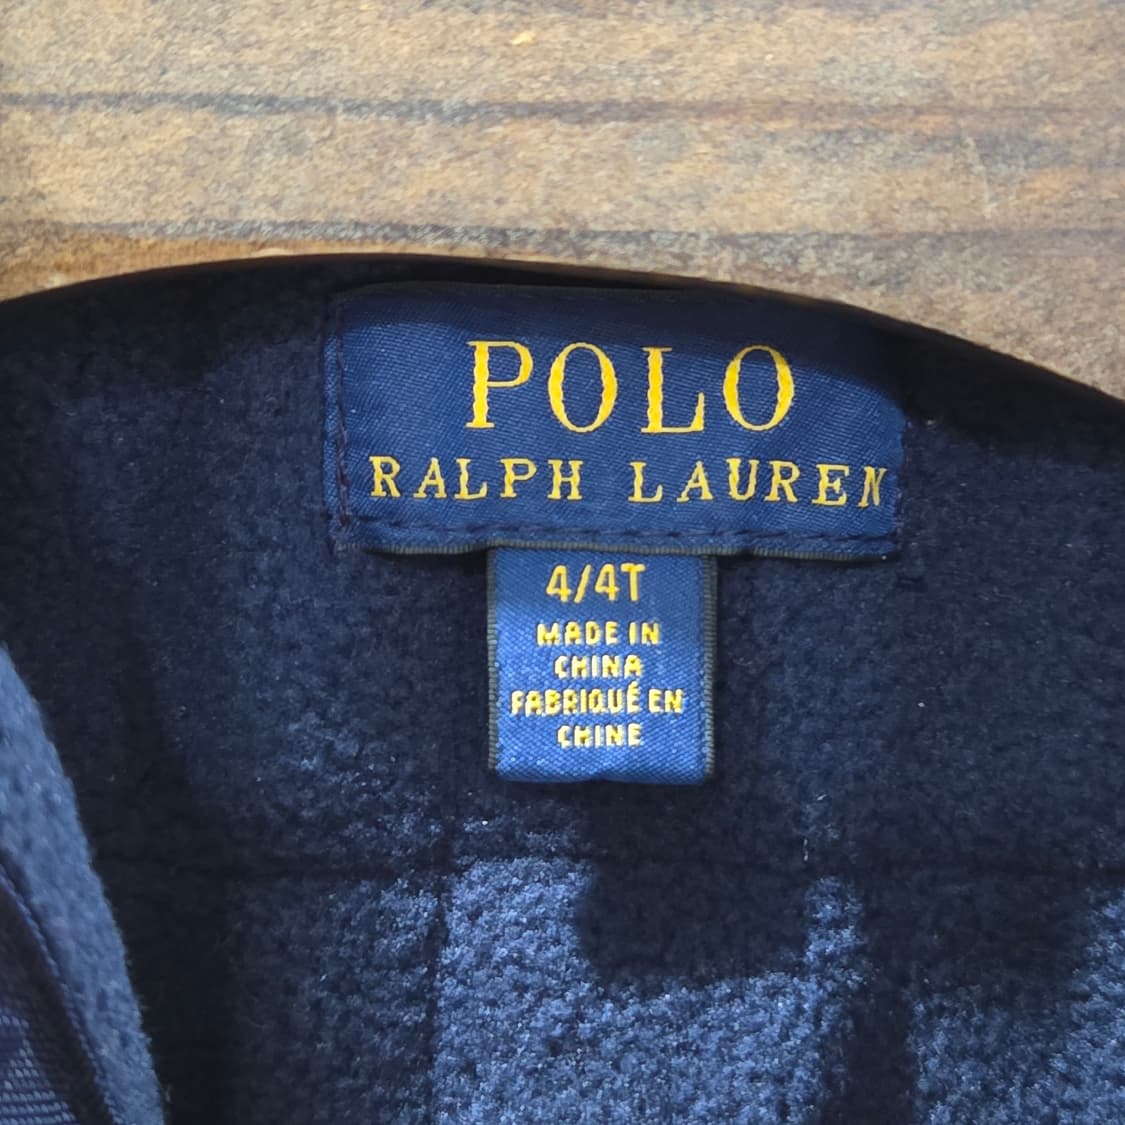 POLO
RALPH LAUREN
4/4T
MADE IN
CHINA
FABRIQUÉ EN
CHINE